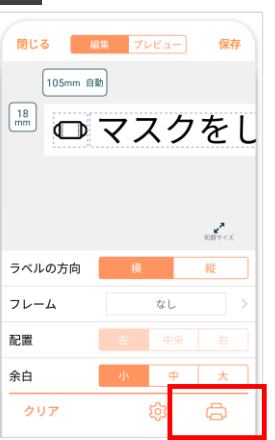 閉じる 編集 プレビュー 保存
105mm 自動
18
mm
マスクをし
初期サイズ
ラベルの方向 横 縦
フレーム なし
配置 左 中央 右
余白 小 中 大
クリア